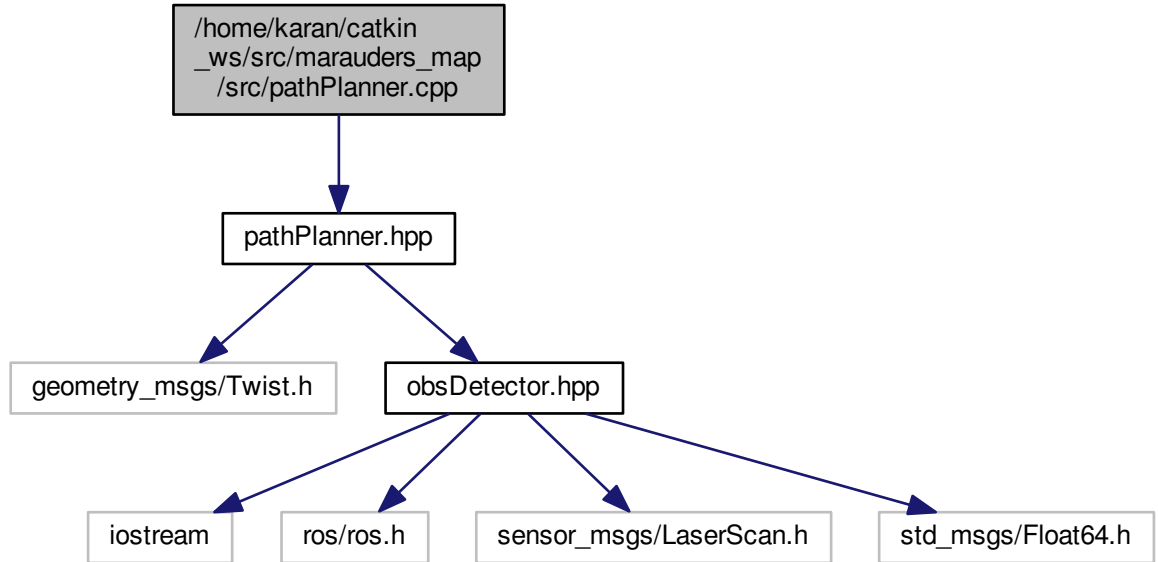 /home/karan/catkin
_ws/src/marauders_map
/src/pathPlanner.cpp
pathPlanner.hpp
geometry_msgs/Twist.h
obsDetector.hpp
iostream
ros/ros.h
sensor_msgs/LaserScan.h
std_msgs/Float64.h